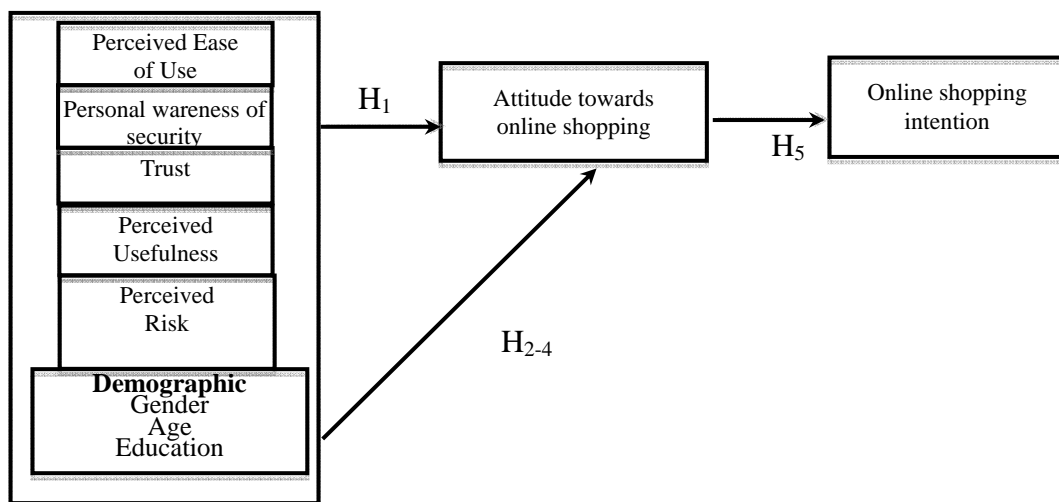 Perceived Ease
of Use
Personal wareness of
security
Trust
Perceived
Usefulness
Perceived
Risk
Demographic
Gender
Age
Education
H1
Attitude towards
online shopping
H2-4
H5
Online shopping
intention